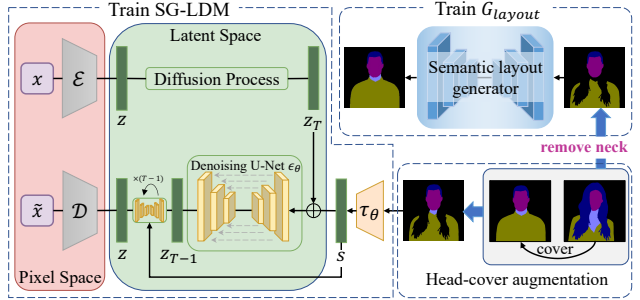 Train SG-LDM
Train G_layout
Latent Space
x
ℰ
Diffusion Process
z
z_T
Semantic layout
generator
remove neck
Denoising U-Net ϵ_θ
×(T−1)
x̃
𝒟
z
z_{T−1}
s
τ_θ
cover
Pixel Space
Head-cover augmentation